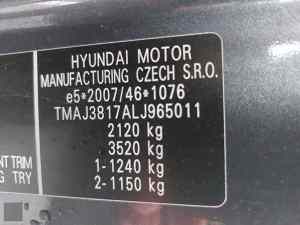 HYUNDAI MOTOR
MANUFACTURING CZECH S.R.O.
e5*2007/46*1076
TMAJ3817ALJ965011
2120 kg
3520 kg
1-1240 kg
2-1150 kg
NT TRIM
G TRY